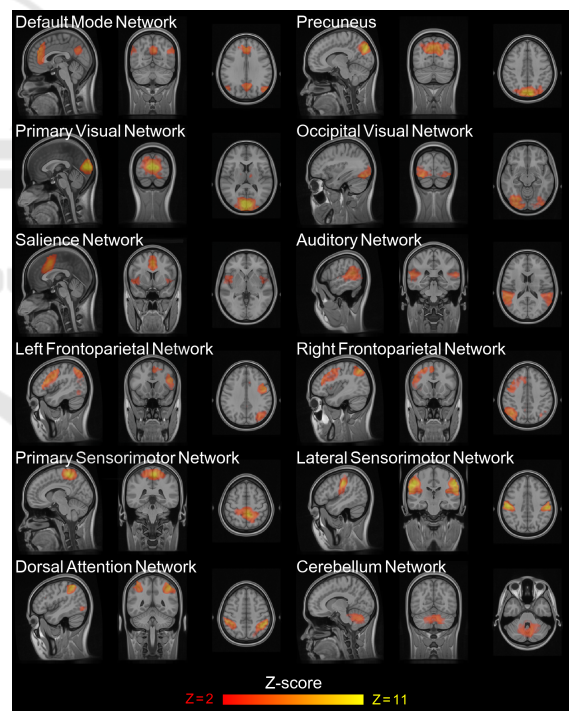 Default Mode Network
Precuneus
Primary Visual Network
Occipital Visual Network
Salience Network
Auditory Network
Left Frontoparietal Network
Right Frontoparietal Network
Primary Sensorimotor Network
Lateral Sensorimotor Network
Dorsal Attention Network
Cerebellum Network
Z-score
Z=2
Z=11